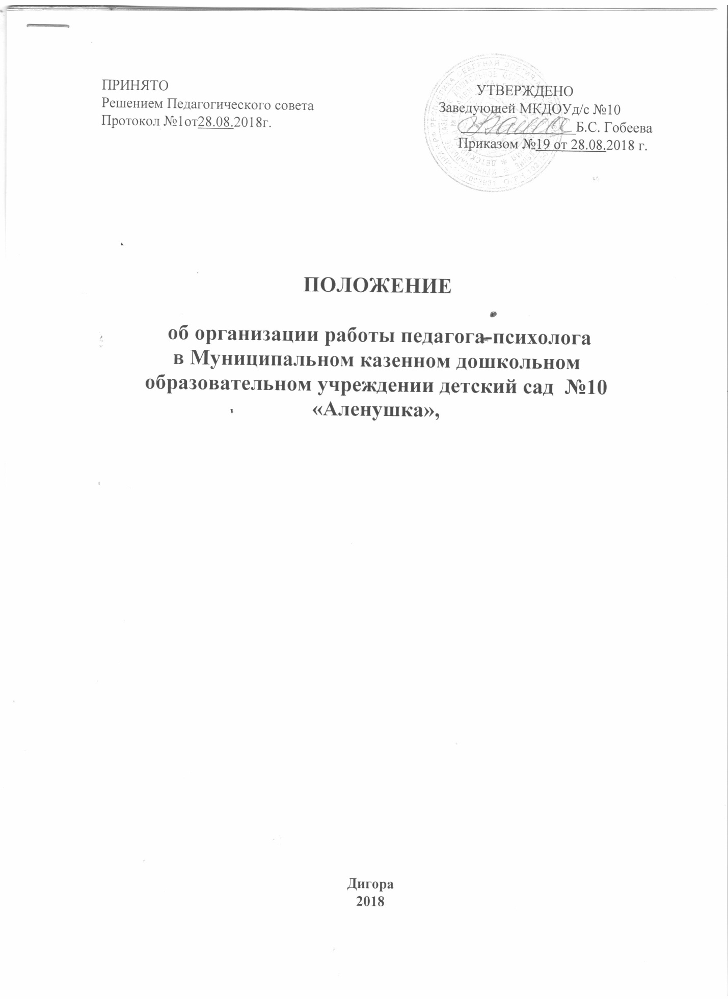 ПРИНЯТО
Решением Педагогического совета
Протокол №1от28.08.2018г.
УТВЕРЖДЕНО
Заведующей МКДОУд/с №10
Б.С. Гобеева
Приказом №19 от 28.08.2018 г.
ПОЛОЖЕНИЕ
об организации работы педагога-психолога
в Муниципальном казенном дошкольном
образовательном учреждении детский сад №10
«Аленушка»,
Дигора
2018